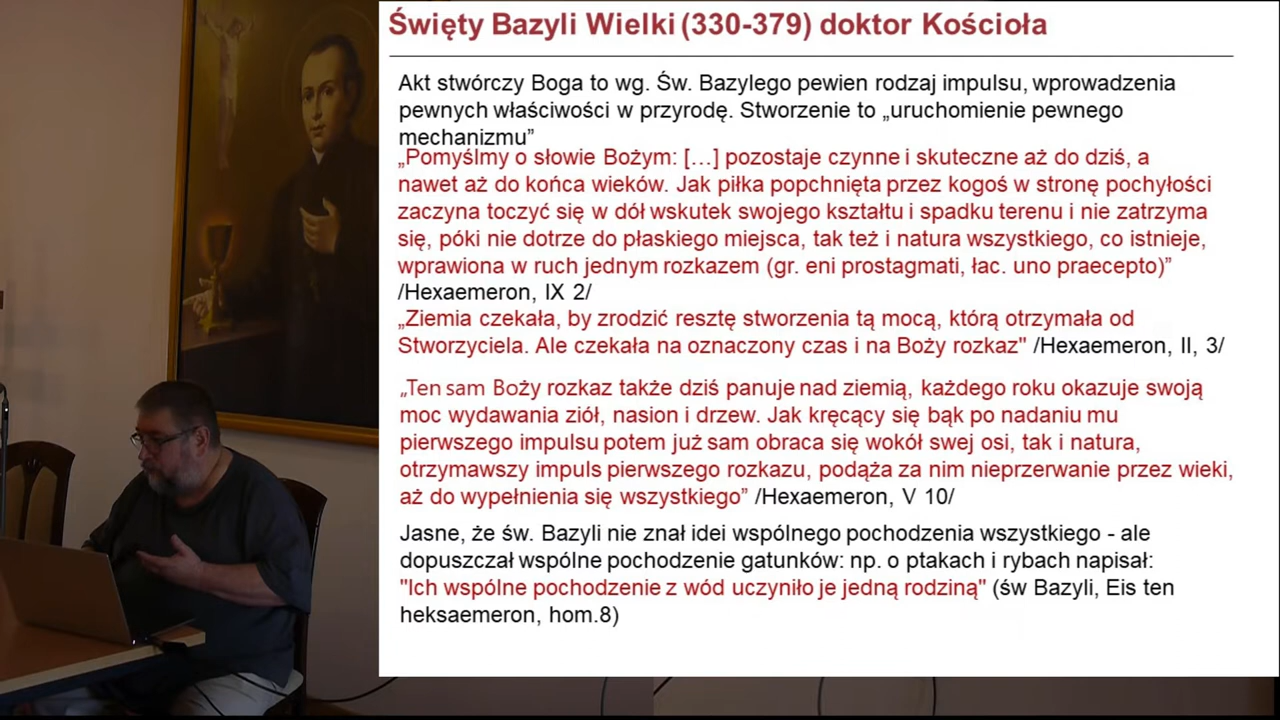 Święty Bazyli Wielki (330-379) doktor Kościoła
Akt stwórczy Boga to wg. Św. Bazylego pewien rodzaj impulsu, wprowadzenia
pewnych właściwości w przyrodę. Stworzenie to „uruchomienie pewnego
mechanizmu”
„Pomyślmy o słowie Bożym: […] pozostaje czynne i skuteczne aż do dziś, a
nawet aż do końca wieków. Jak piłka popchnięta przez kogoś w stronę pochyłości
zaczyna toczyć się w dół wskutek swojego kształtu i spadku terenu i nie zatrzyma
się, póki nie dotrze do płaskiego miejsca, tak też i natura wszystkiego, co istnieje,
wprawiona w ruch jednym rozkazem (gr. eni prostagmati, łac. uno praecepto)”
/Hexaemeron, IX 2/
„Ziemia czekała, by zrodzić resztę stworzenia tą mocą, którą otrzymała od
Stworzyciela. Ale czekała na oznaczony czas i na Boży rozkaz" /Hexaemeron, II, 3/
„Ten sam Boży rozkaz także dziś panuje nad ziemią, każdego roku okazuje swoją
moc wydawania ziół, nasion i drzew. Jak kręcący się bąk po nadaniu mu
pierwszego impulsu potem już sam obraca się wokół swej osi, tak i natura,
otrzymawszy impuls pierwszego rozkazu, podąża za nim nieprzerwanie przez wieki,
aż do wypełnienia się wszystkiego” /Hexaemeron, V 10/
Jasne, że św. Bazyli nie znał idei wspólnego pochodzenia wszystkiego - ale
dopuszczał wspólne pochodzenie gatunków: np. o ptakach i rybach napisał:
"Ich wspólne pochodzenie z wód uczyniło je jedną rodziną" (św Bazyli, Eis ten
heksaemeron, hom.8)